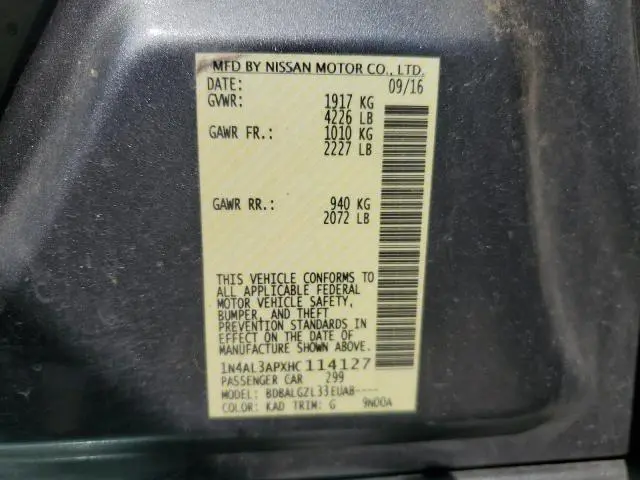 MFD BY NISSAN MOTOR CO., LTD.
DATE: 09/16
GVWR: 1917 KG
4226 LB
GAWR FR.: 1010 KG
2227 LB
GAWR RR.: 940 KG
2072 LB
THIS VEHICLE CONFORMS TO
ALL APPLICABLE FEDERAL
MOTOR VEHICLE SAFETY,
BUMPER, AND THEFT
PREVENTION STANDARDS IN
EFFECT ON THE DATE OF
MANUFACTURE SHOWN ABOVE.
1N4AL3APXHC114127
PASSENGER CAR 299
MODEL: BDBALGZL33EUAB----
COLOR: KAD TRIM: G 9N00A